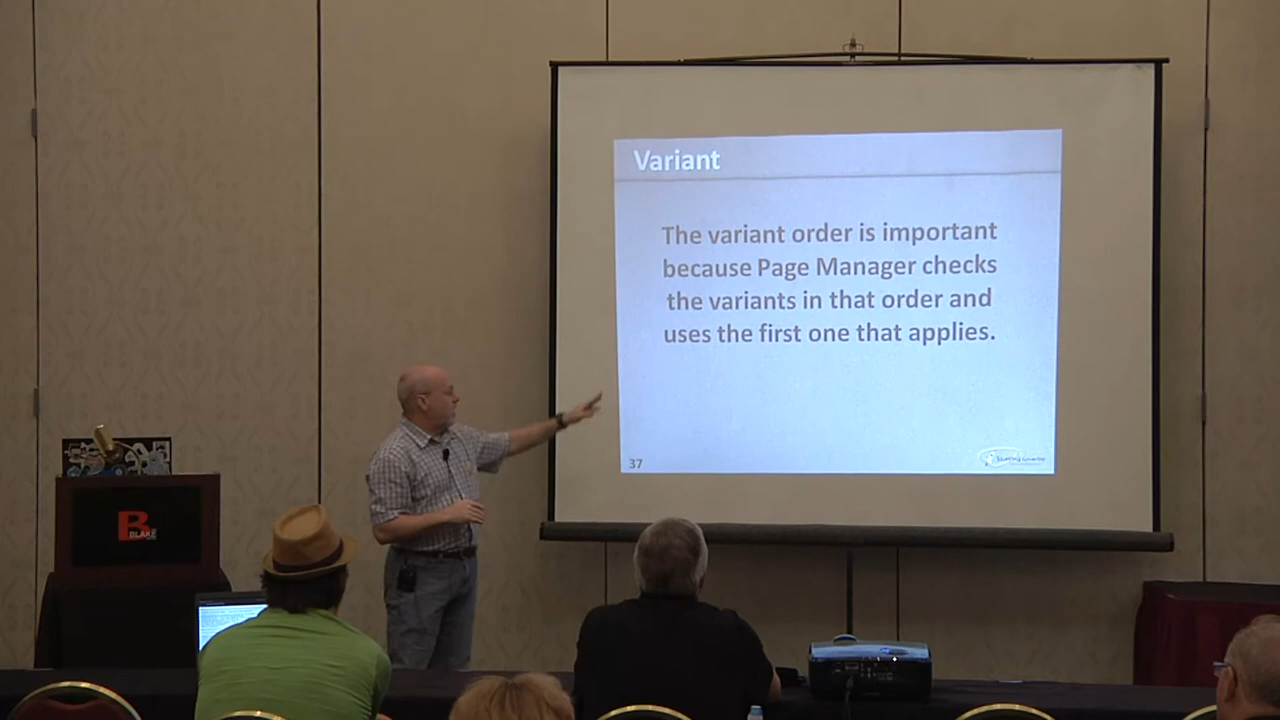 Variant
The variant order is important
because Page Manager checks
the variants in that order and
uses the first one that applies.
37
B
BLAKE